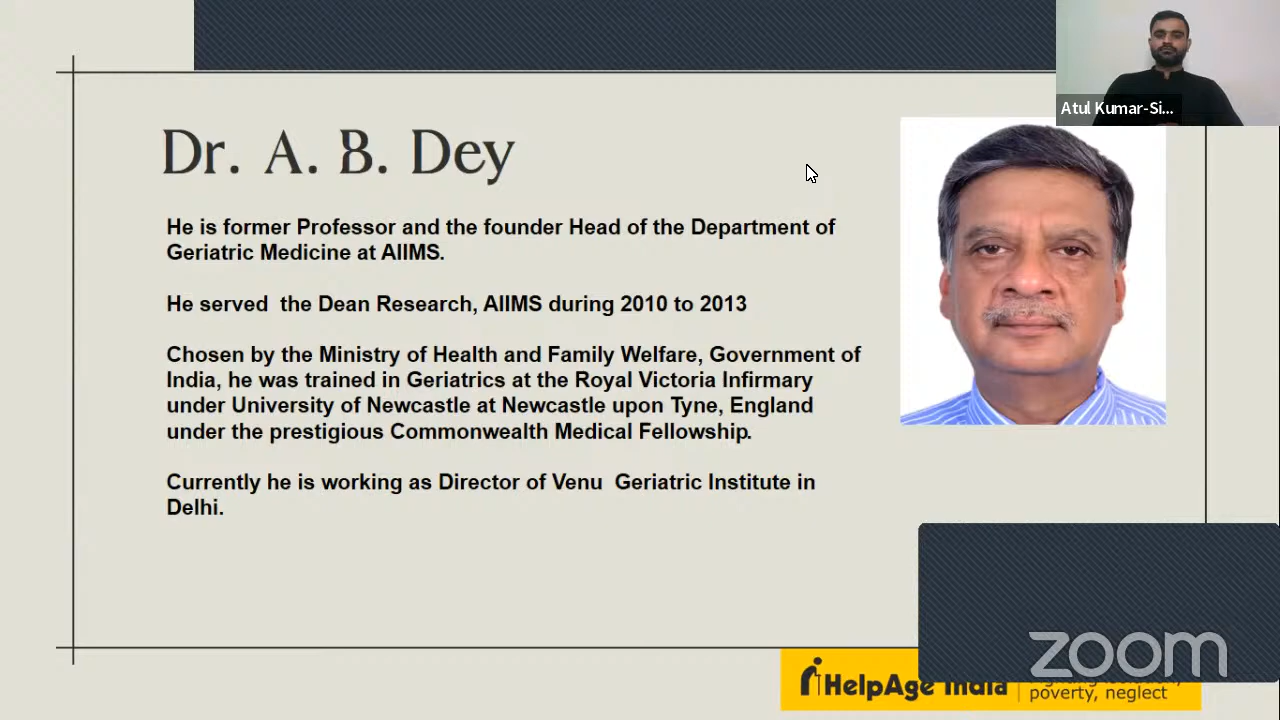 Atul Kumar-Si...
Dr. A. B. Dey
He is former Professor and the founder Head of the Department of
Geriatric Medicine at AIIMS.
He served the Dean Research, AIIMS during 2010 to 2013
Chosen by the Ministry of Health and Family Welfare, Government of
India, he was trained in Geriatrics at the Royal Victoria Infirmary
under University of Newcastle at Newcastle upon Tyne, England
under the prestigious Commonwealth Medical Fellowship.
Currently he is working as Director of Venu Geriatric Institute in
Delhi.
zoom
HelpAge India
poverty, neglect